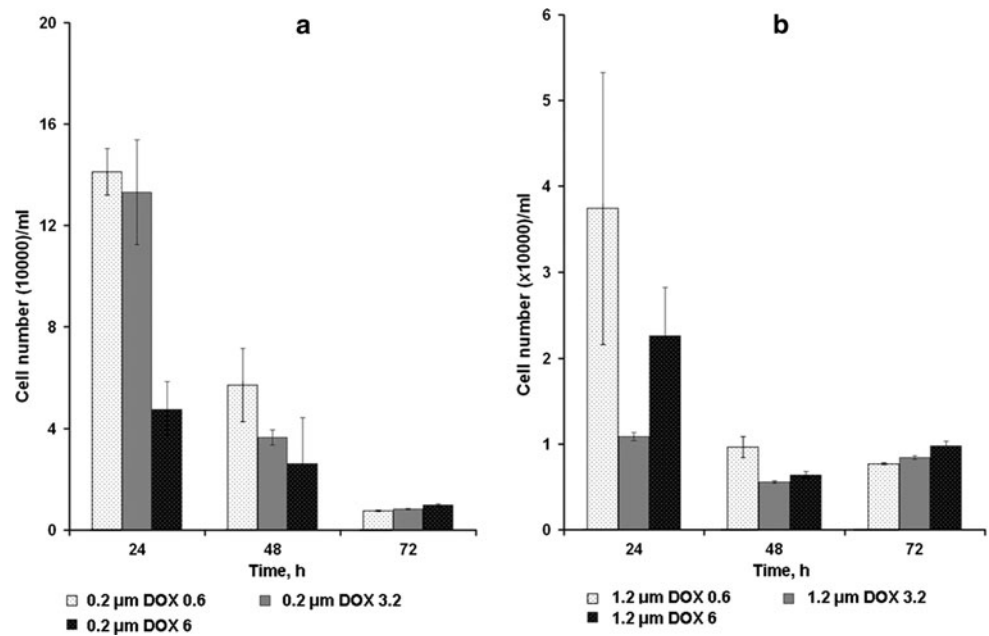 a
20
16
12
8
4
0
Cell number (10000)/ml
24 48 72
Time, h
0.2 µm DOX 0.6 0.2 µm DOX 3.2
0.2 µm DOX 6
b
6
5
4
3
2
1
0
Cell number (x10000)/ml
24 48 72
Time, h
1.2 µm DOX 0.6 1.2 µm DOX 3.2
1.2 µm DOX 6